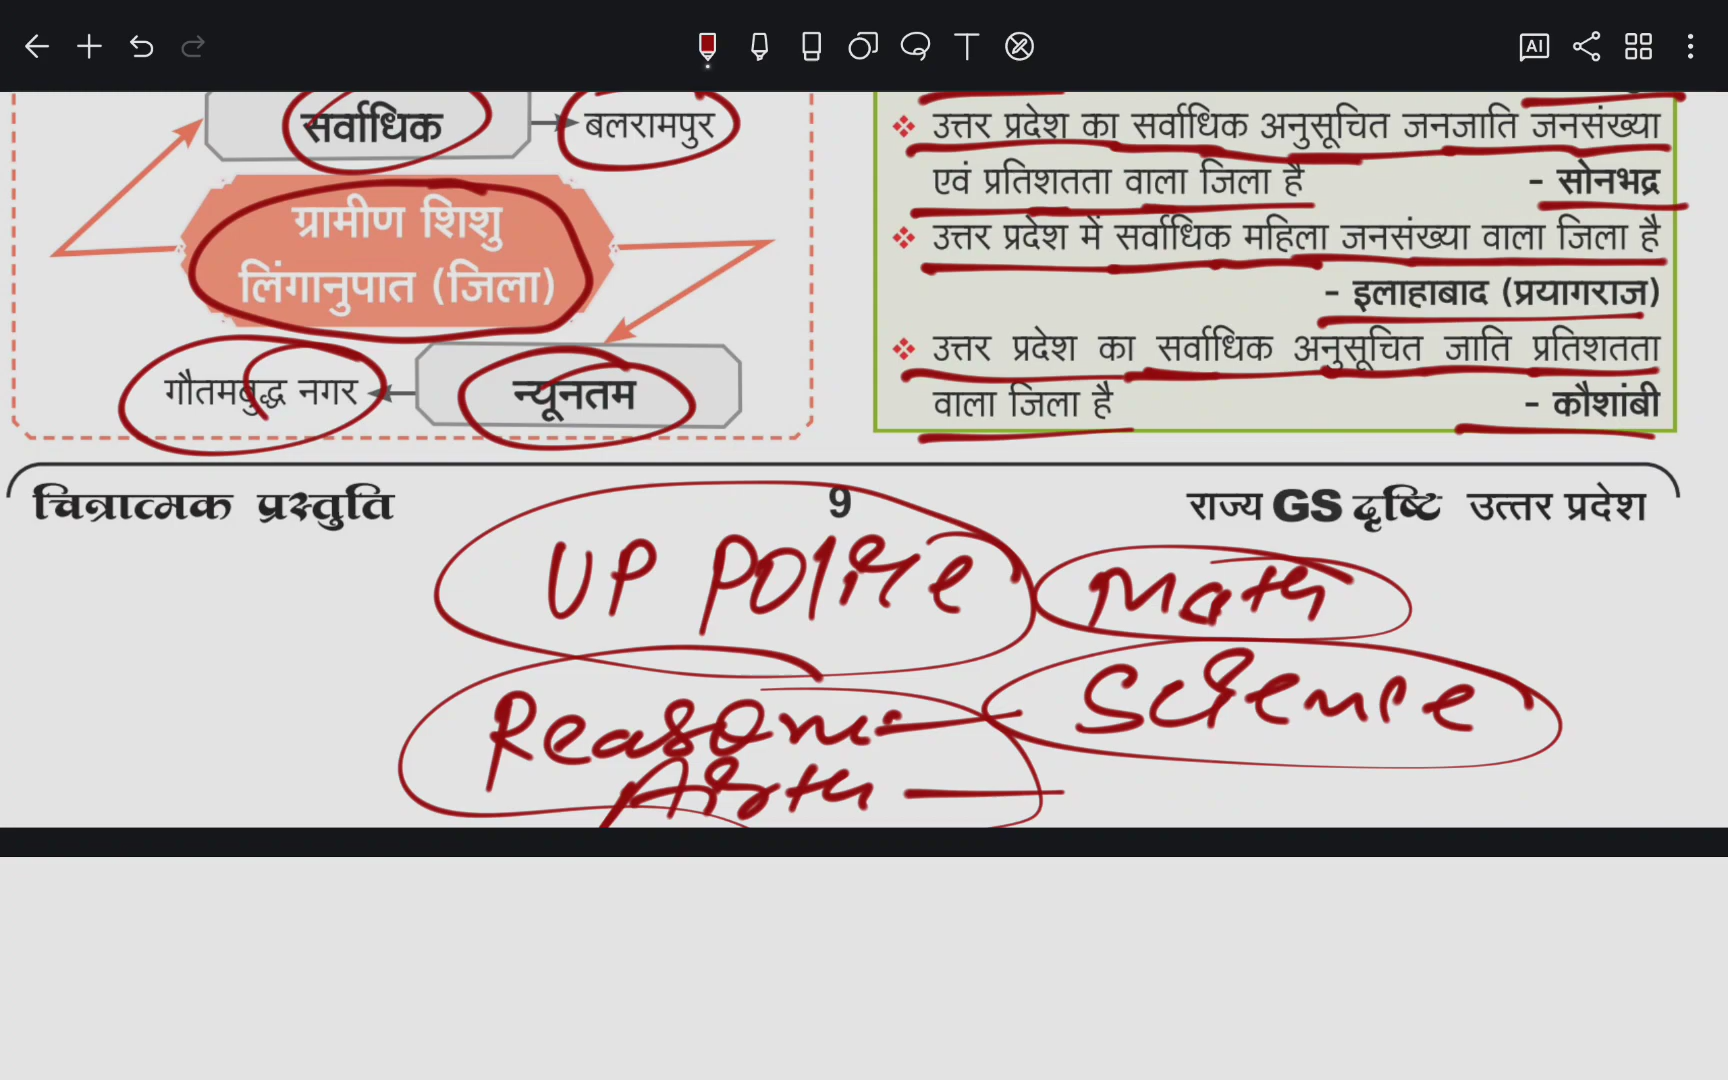 AI
सर्वाधिक
बलरामपुर
ग्रामीण शिशु
लिंगानुपात (जिला)
गौतमबुद्ध नगर
न्यूनतम
उत्तर प्रदेश का सर्वाधिक अनुसूचित जनजाति जनसंख्या
एवं प्रतिशतता वाला जिला है – सोनभद्र
उत्तर प्रदेश में सर्वाधिक महिला जनसंख्या वाला जिला है
– इलाहाबाद (प्रयागराज)
उत्तर प्रदेश का सर्वाधिक अनुसूचित जाति प्रतिशतता
वाला जिला है – कौशांबी
चित्रात्मक प्रस्तुति 9 राज्य GS दृष्टि उत्तर प्रदेश
UP Police Math
Science